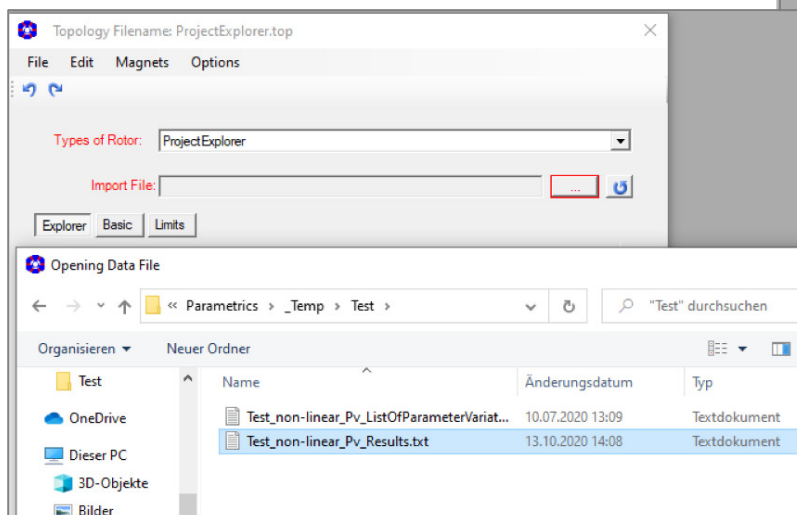 Topology Filename: ProjectExplorer.top
File Edit Magnets Options
Types of Rotor: ProjectExplorer
Import File: ...
Explorer Basic Limits
Opening Data File
« Parametrics > _Temp > Test > "Test" durchsuchen
Organisieren Neuer Ordner
Test
OneDrive
Dieser PC
3D-Objekte
Bilder
Name Änderungsdatum Typ
Test_non-linear_Pv_ListOfParameterVariat... 10.07.2020 13:09 Textdokument
Test_non-linear_Pv_Results.txt 13.10.2020 14:08 Textdokument